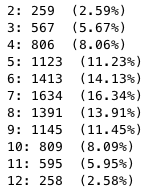 2: 259 (2.59%)
3: 567 (5.67%)
4: 806 (8.06%)
5: 1123 (11.23%)
6: 1413 (14.13%)
7: 1634 (16.34%)
8: 1391 (13.91%)
9: 1145 (11.45%)
10: 809 (8.09%)
11: 595 (5.95%)
12: 258 (2.58%)